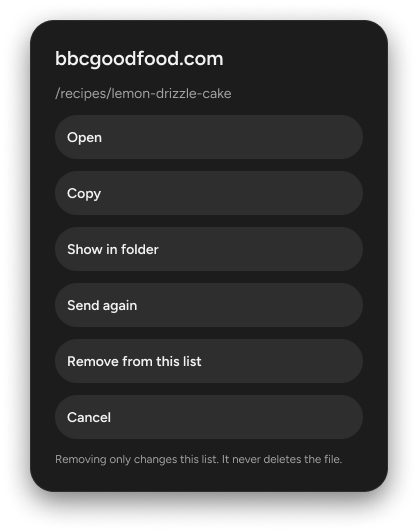 bbcgoodfood.com
/recipes/lemon-drizzle-cake
Open
Copy
Show in folder
Send again
Remove from this list
Cancel
Removing only changes this list. It never deletes the file.